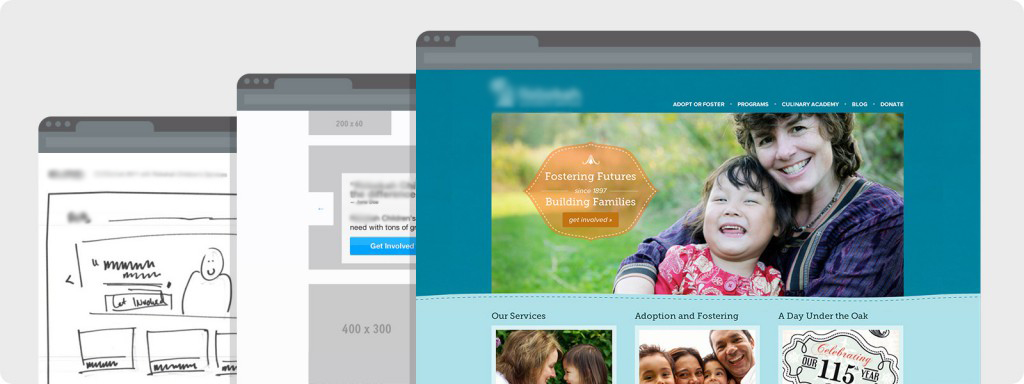 ADOPT OR FOSTER • PROGRAMS • CULINARY ACADEMY • BLOG • DONATE
Fostering Futures
since 1897
Building Families
get involved »
Our Services
Adoption and Fostering
A Day Under the Oak
Celebrating
OUR 115th YEAR
200 x 60
←
Children's
need with tons of
Get Involved
400 x 300
<
Get Involved